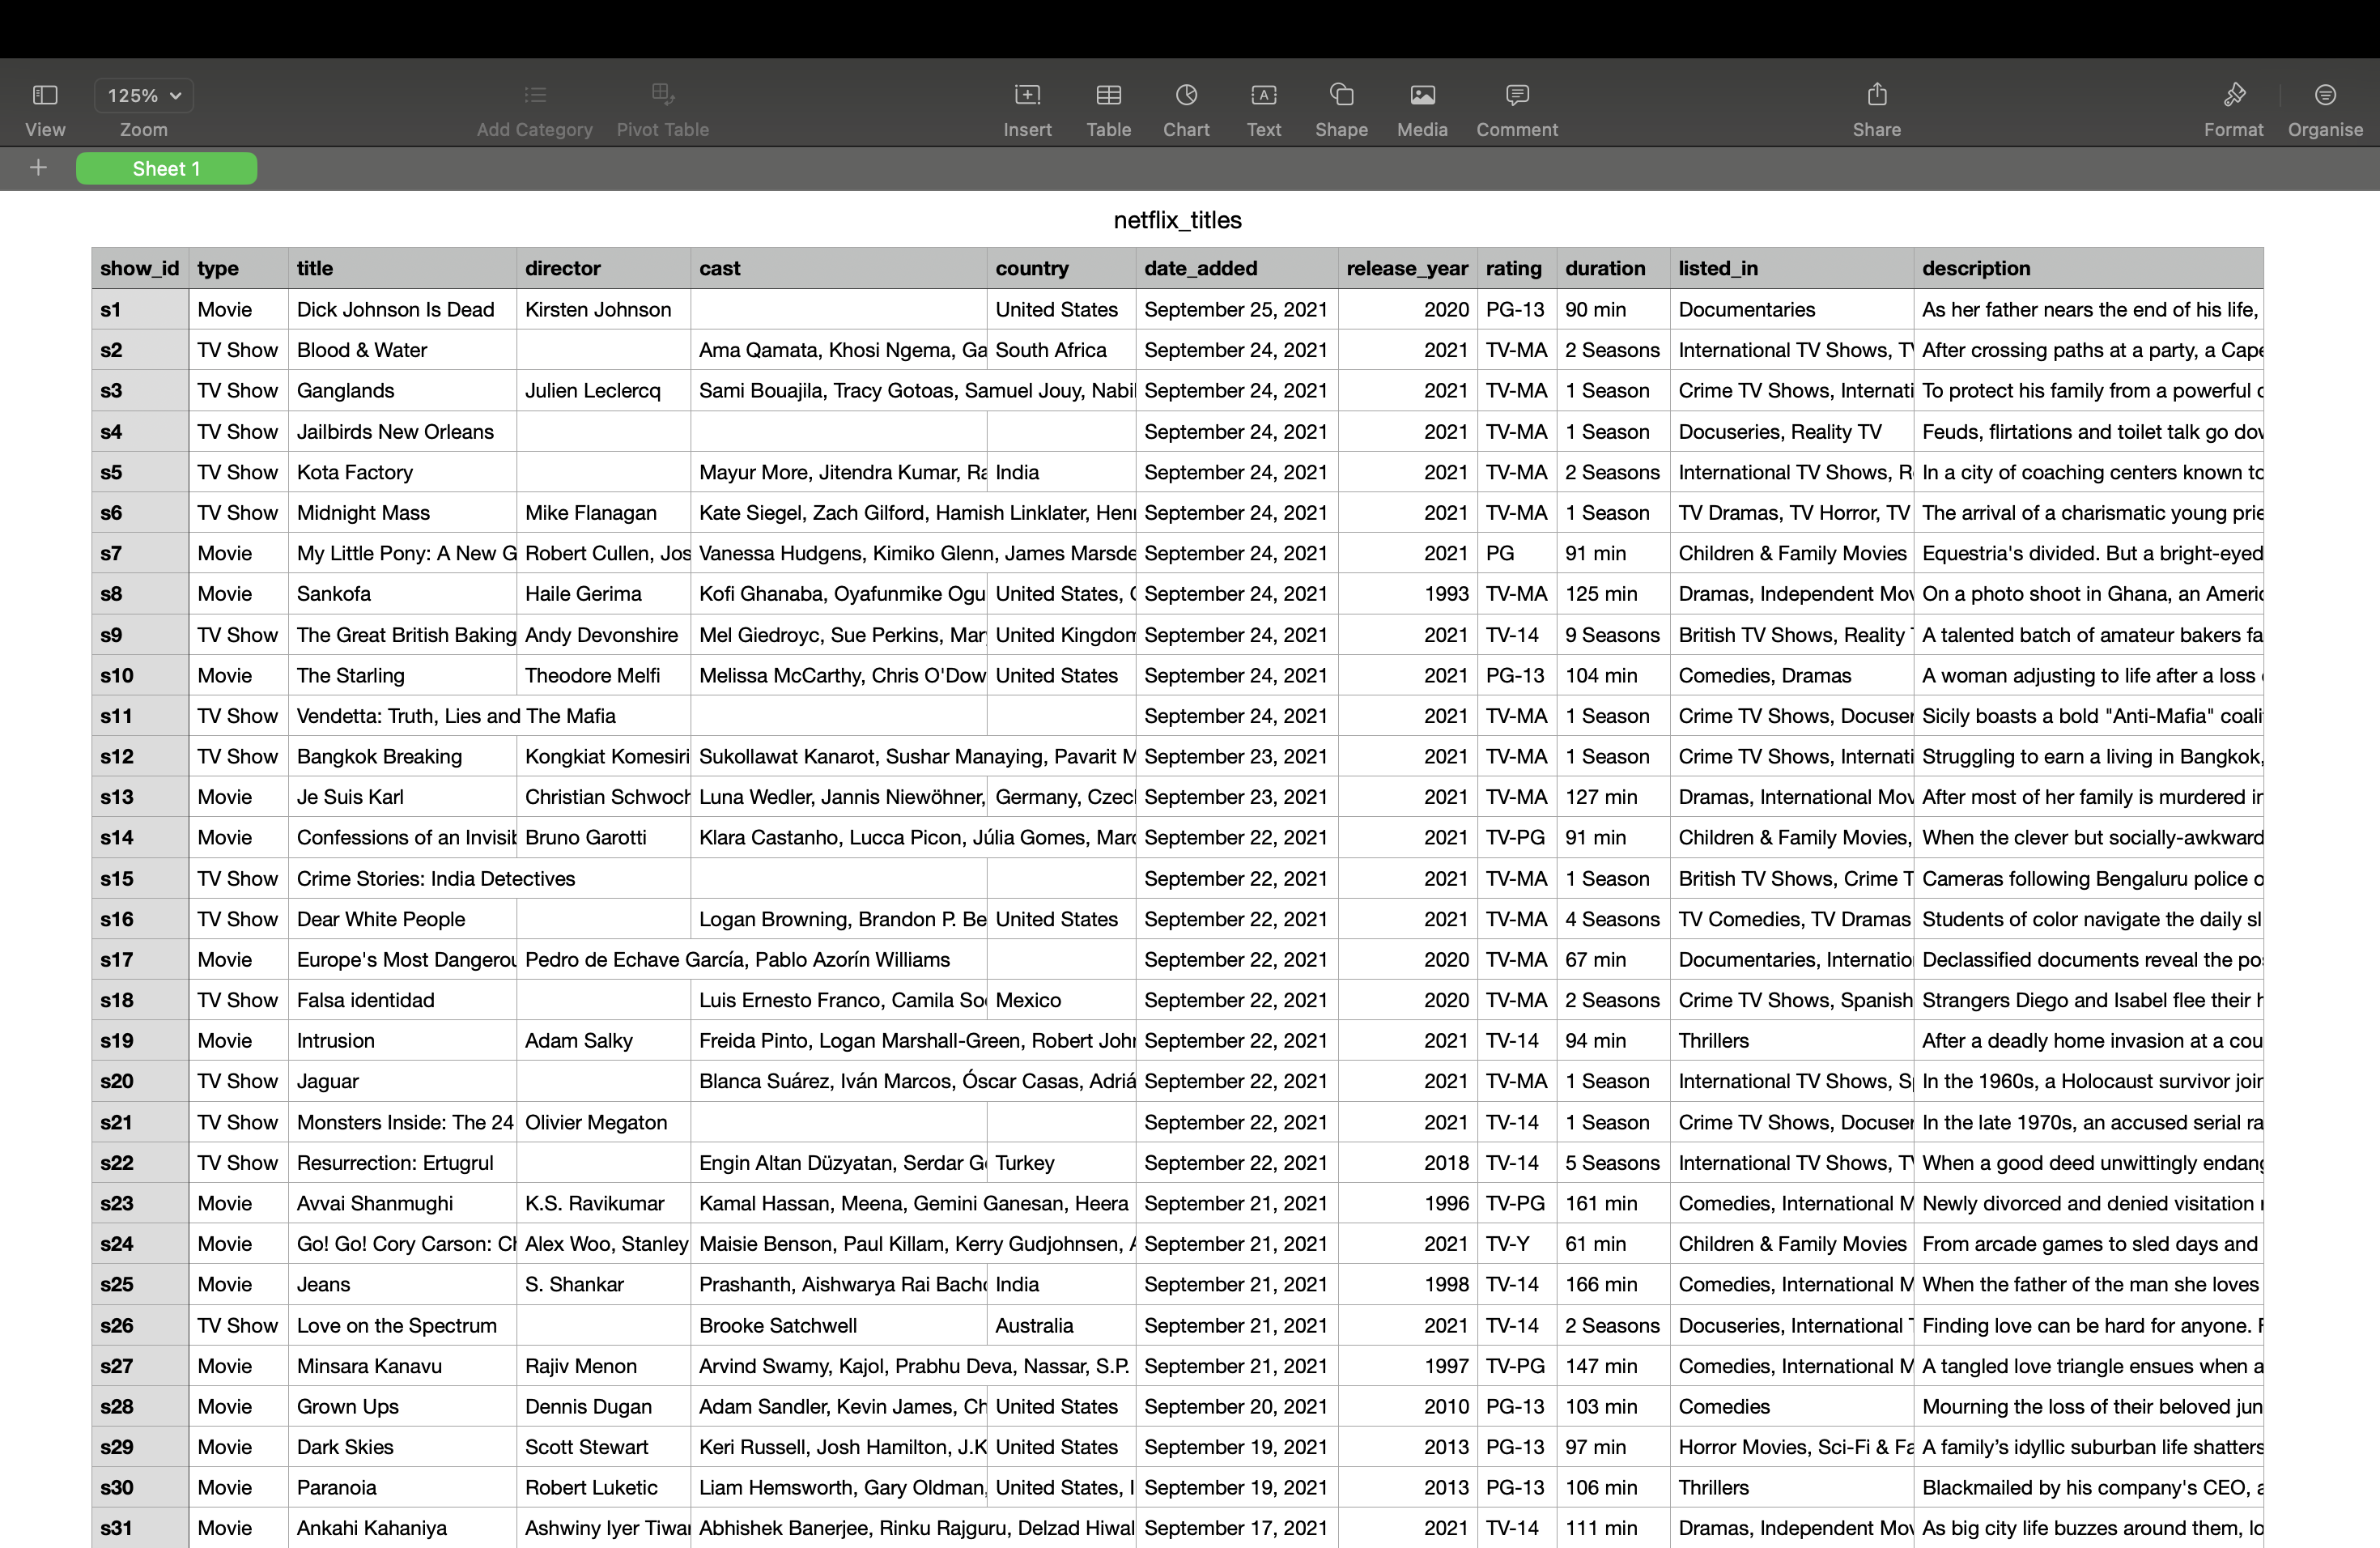 125%
View Zoom Add Category Pivot Table Insert Table Chart Text Shape Media Comment Share Format Organise
Sheet 1
netflix_titles
show_id type title director cast country date_added release_year rating duration listed_in description
s1 Movie Dick Johnson Is Dead Kirsten Johnson United States September 25, 2021 2020 PG-13 90 min Documentaries As her father nears the end of his life,
s2 TV Show Blood & Water Ama Qamata, Khosi Ngema, Ga South Africa September 24, 2021 2021 TV-MA 2 Seasons International TV Shows, After crossing paths at a party, a Cape
s3 TV Show Ganglands Julien Leclercq Sami Bouajila, Tracy Gotoas, Samuel Jouy, Nabil September 24, 2021 2021 TV-MA 1 Season Crime TV Shows, Internati To protect his family from a powerful
s4 TV Show Jailbirds New Orleans September 24, 2021 2021 TV-MA 1 Season Docuseries, Reality TV Feuds, flirtations and toilet talk go
s5 TV Show Kota Factory Mayur More, Jitendra Kumar, Ra India September 24, 2021 2021 TV-MA 2 Seasons International TV Shows, R In a city of coaching centers known to
s6 TV Show Midnight Mass Mike Flanagan Kate Siegel, Zach Gilford, Hamish Linklater, September 24, 2021 2021 TV-MA 1 Season TV Dramas, TV Horror, TV The arrival of a charismatic young prie
s7 Movie My Little Pony: A New G Robert Cullen, Jos Vanessa Hudgens, Kimiko Glenn, James Marsde September 24, 2021 2021 PG 91 min Children & Family Movies Equestria's divided. But a bright-eyed
s8 Movie Sankofa Haile Gerima Kofi Ghanaba, Oyafunmike Ogu United States, September 24, 2021 1993 TV-MA 125 min Dramas, Independent On a photo shoot in Ghana, an Americ
s9 TV Show The Great British Baking Andy Devonshire Mel Giedroyc, Sue Perkins, Mar United Kingdom September 24, 2021 2021 TV-14 9 Seasons British TV Shows, Reality A talented batch of amateur bakers fa
s10 Movie The Starling Theodore Melfi Melissa McCarthy, Chris O'Dow United States September 24, 2021 2021 PG-13 104 min Comedies, Dramas A woman adjusting to life after a loss
s11 TV Show Vendetta: Truth, Lies and The Mafia September 24, 2021 2021 TV-MA 1 Season Crime TV Shows, Docuser Sicily boasts a bold "Anti-Mafia" coali
s12 TV Show Bangkok Breaking Kongkiat Komesiri Sukollawat Kanarot, Sushar Manaying, Pavarit M September 23, 2021 2021 TV-MA 1 Season Crime TV Shows, Internati Struggling to earn a living in Bangkok,
s13 Movie Je Suis Karl Christian Schwoch Luna Wedler, Jannis Niewöhner, Germany, Czec September 23, 2021 2021 TV-MA 127 min Dramas, International Mov After most of her family is murdered in
s14 Movie Confessions of an Invisib Bruno Garotti Klara Castanho, Lucca Picon, Júlia Gomes, Marc September 22, 2021 2021 TV-PG 91 min Children & Family Movies, When the clever but socially-awkward
s15 TV Show Crime Stories: India Detectives September 22, 2021 2021 TV-MA 1 Season British TV Shows, Crime T Cameras following Bengaluru police o
s16 TV Show Dear White People Logan Browning, Brandon P. Be United States September 22, 2021 2021 TV-MA 4 Seasons TV Comedies, TV Dramas Students of color navigate the daily sl
s17 Movie Europe's Most Dangerou Pedro de Echave García, Pablo Azorín Williams September 22, 2021 2020 TV-MA 67 min Documentaries, Internatio Declassified documents reveal the pos
s18 TV Show Falsa identidad Luis Ernesto Franco, Camila So Mexico September 22, 2021 2020 TV-MA 2 Seasons Crime TV Shows, Spanish Strangers Diego and Isabel flee their h
s19 Movie Intrusion Adam Salky Freida Pinto, Logan Marshall-Green, Robert John September 22, 2021 2021 TV-14 94 min Thrillers After a deadly home invasion at a cou
s20 TV Show Jaguar Blanca Suárez, Iván Marcos, Óscar Casas, Adriá September 22, 2021 2021 TV-MA 1 Season International TV Shows, Sp In the 1960s, a Holocaust survivor join
s21 TV Show Monsters Inside: The 24 Olivier Megaton September 22, 2021 2021 TV-14 1 Season Crime TV Shows, Docuser In the late 1970s, an accused serial ra
s22 TV Show Resurrection: Ertugrul Engin Altan Düzyatan, Serdar Turkey September 22, 2021 2018 TV-14 5 Seasons International TV Shows, When a good deed unwittingly endang
s23 Movie Avvai Shanmughi K.S. Ravikumar Kamal Hassan, Meena, Gemini Ganesan, Heera September 21, 2021 1996 TV-PG 161 min Comedies, International M Newly divorced and denied visitation
s24 Movie Go! Go! Cory Carson: Ch Alex Woo, Stanley Maisie Benson, Paul Killam, Kerry Gudjohnsen, September 21, 2021 2021 TV-Y 61 min Children & Family Movies From arcade games to sled days and
s25 Movie Jeans S. Shankar Prashanth, Aishwarya Rai Bachc India September 21, 2021 1998 TV-14 166 min Comedies, International M When the father of the man she loves
s26 TV Show Love on the Spectrum Brooke Satchwell Australia September 21, 2021 2021 TV-14 2 Seasons Docuseries, International Finding love can be hard for anyone. F
s27 Movie Minsara Kanavu Rajiv Menon Arvind Swamy, Kajol, Prabhu Deva, Nassar, S.P. September 21, 2021 1997 TV-PG 147 min Comedies, International M A tangled love triangle ensues when a
s28 Movie Grown Ups Dennis Dugan Adam Sandler, Kevin James, Ch United States September 20, 2021 2010 PG-13 103 min Comedies Mourning the loss of their beloved jun
s29 Movie Dark Skies Scott Stewart Keri Russell, Josh Hamilton, J.K United States September 19, 2021 2013 PG-13 97 min Horror Movies, Sci-Fi & Fa A family’s idyllic suburban life shatters
s30 Movie Paranoia Robert Luketic Liam Hemsworth, Gary Oldman, United States, September 19, 2021 2013 PG-13 106 min Thrillers Blackmailed by his company's CEO, a
s31 Movie Ankahi Kahaniya Ashwiny Iyer Tiwar Abhishek Banerjee, Rinku Rajguru, Delzad Hiwal September 17, 2021 2021 TV-14 111 min Dramas, Independent Mov As big city life buzzes around them, lo